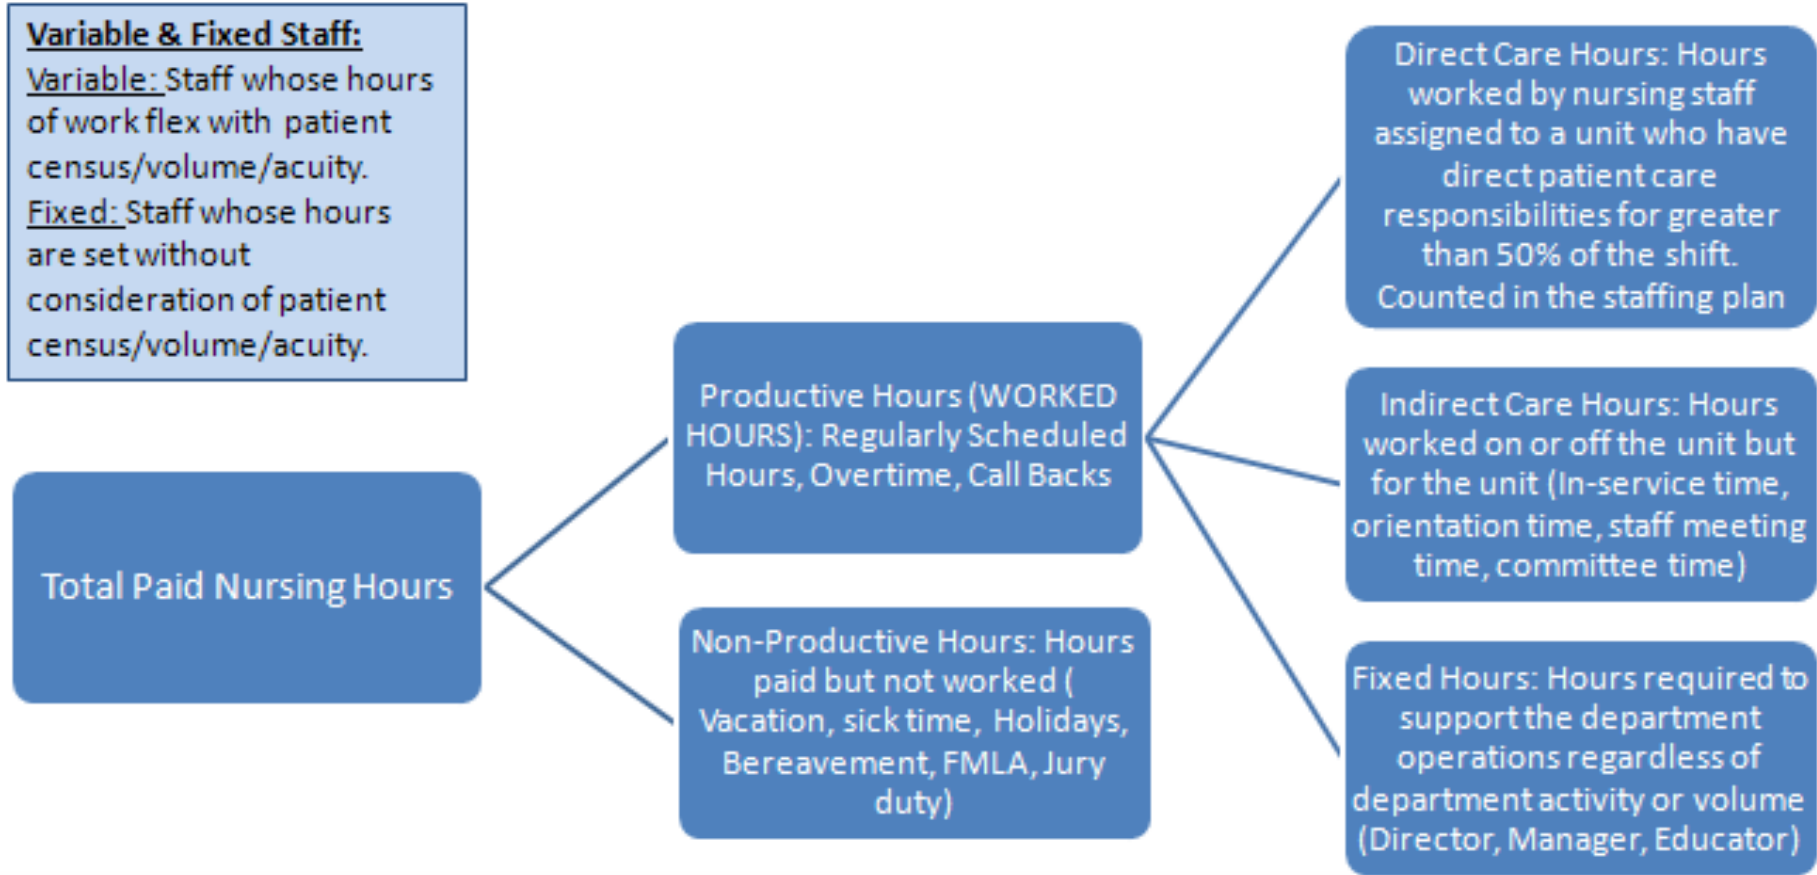 Variable & Fixed Staff:
Variable: Staff whose hours
of work flex with patient
census/volume/acuity.
Fixed: Staff whose hours
are set without
consideration of patient
census/volume/acuity.
Total Paid Nursing Hours
Productive Hours (WORKED
HOURS): Regularly Scheduled
Hours, Overtime, Call Backs
Non-Productive Hours: Hours
paid but not worked (
Vacation, sick time, Holidays,
Bereavement, FMLA, Jury
duty)
Direct Care Hours: Hours
worked by nursing staff
assigned to a unit who have
direct patient care
responsibilities for greater
than 50% of the shift.
Counted in the staffing plan
Indirect Care Hours: Hours
worked on or off the unit but
for the unit (In-service time,
orientation time, staff meeting
time, committee time)
Fixed Hours: Hours required to
support the department
operations regardless of
department activity or volume
(Director, Manager, Educator)